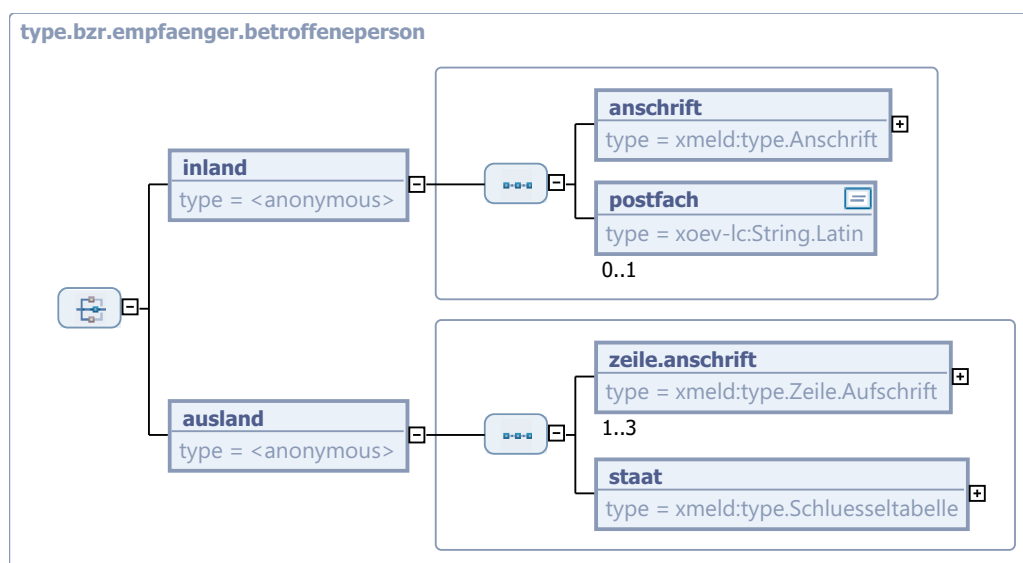 type.bzr.empfaenger.betroffeneperson
inland
type = <anonymous>
anschrift
type = xmeld:type.Anschrift
postfach
type = xoev-lc:String.Latin
0..1
ausland
type = <anonymous>
zeile.anschrift
type = xmeld:type.Zeile.Aufschrift
1..3
staat
type = xmeld:type.Schluesseltabelle